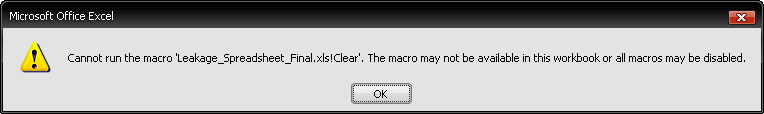 Microsoft Office Excel
Cannot run the macro 'Leakage_Spreadsheet_Final.xls!Clear'. The macro may not be available in this workbook or all macros may be disabled.
OK